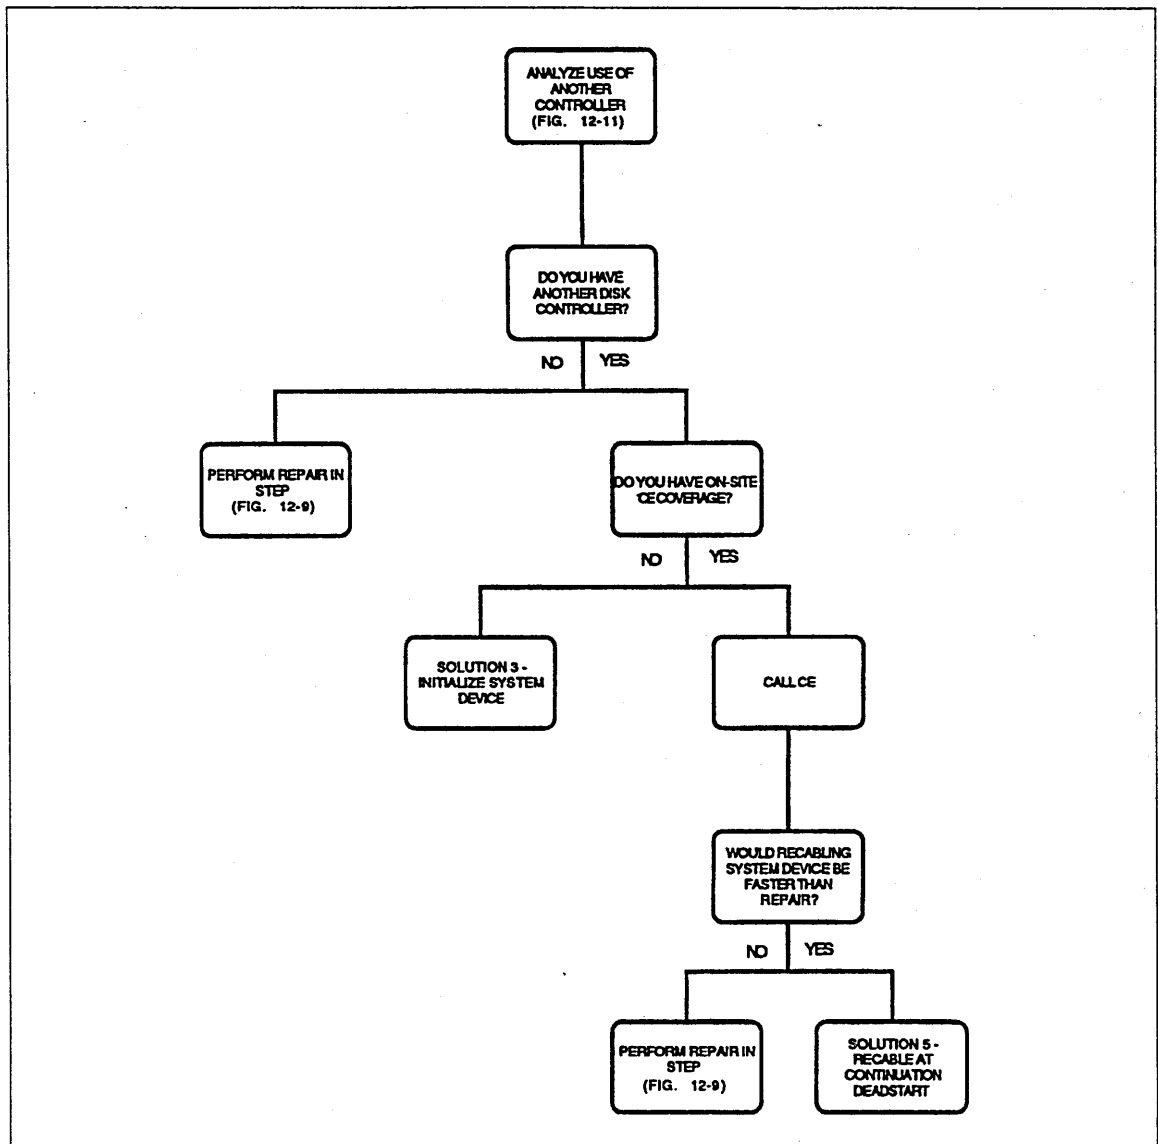 ANALYZE USE OF
ANOTHER
CONTROLLER
(FIG. 12-11)
DO YOU HAVE
ANOTHER DISK
CONTROLLER?
NO YES
PERFORM REPAIR IN
STEP
(FIG. 12-9)
DO YOU HAVE ON-SITE
CE COVERAGE?
NO YES
SOLUTION 3 -
INITIALIZE SYSTEM
DEVICE
CALL CE
WOULD RECABLING
SYSTEM DEVICE BE
FASTER THAN
REPAIR?
NO YES
PERFORM REPAIR IN
STEP
(FIG. 12-9)
SOLUTION 5 -
RECABLE AT
CONTINUATION
DEADSTART